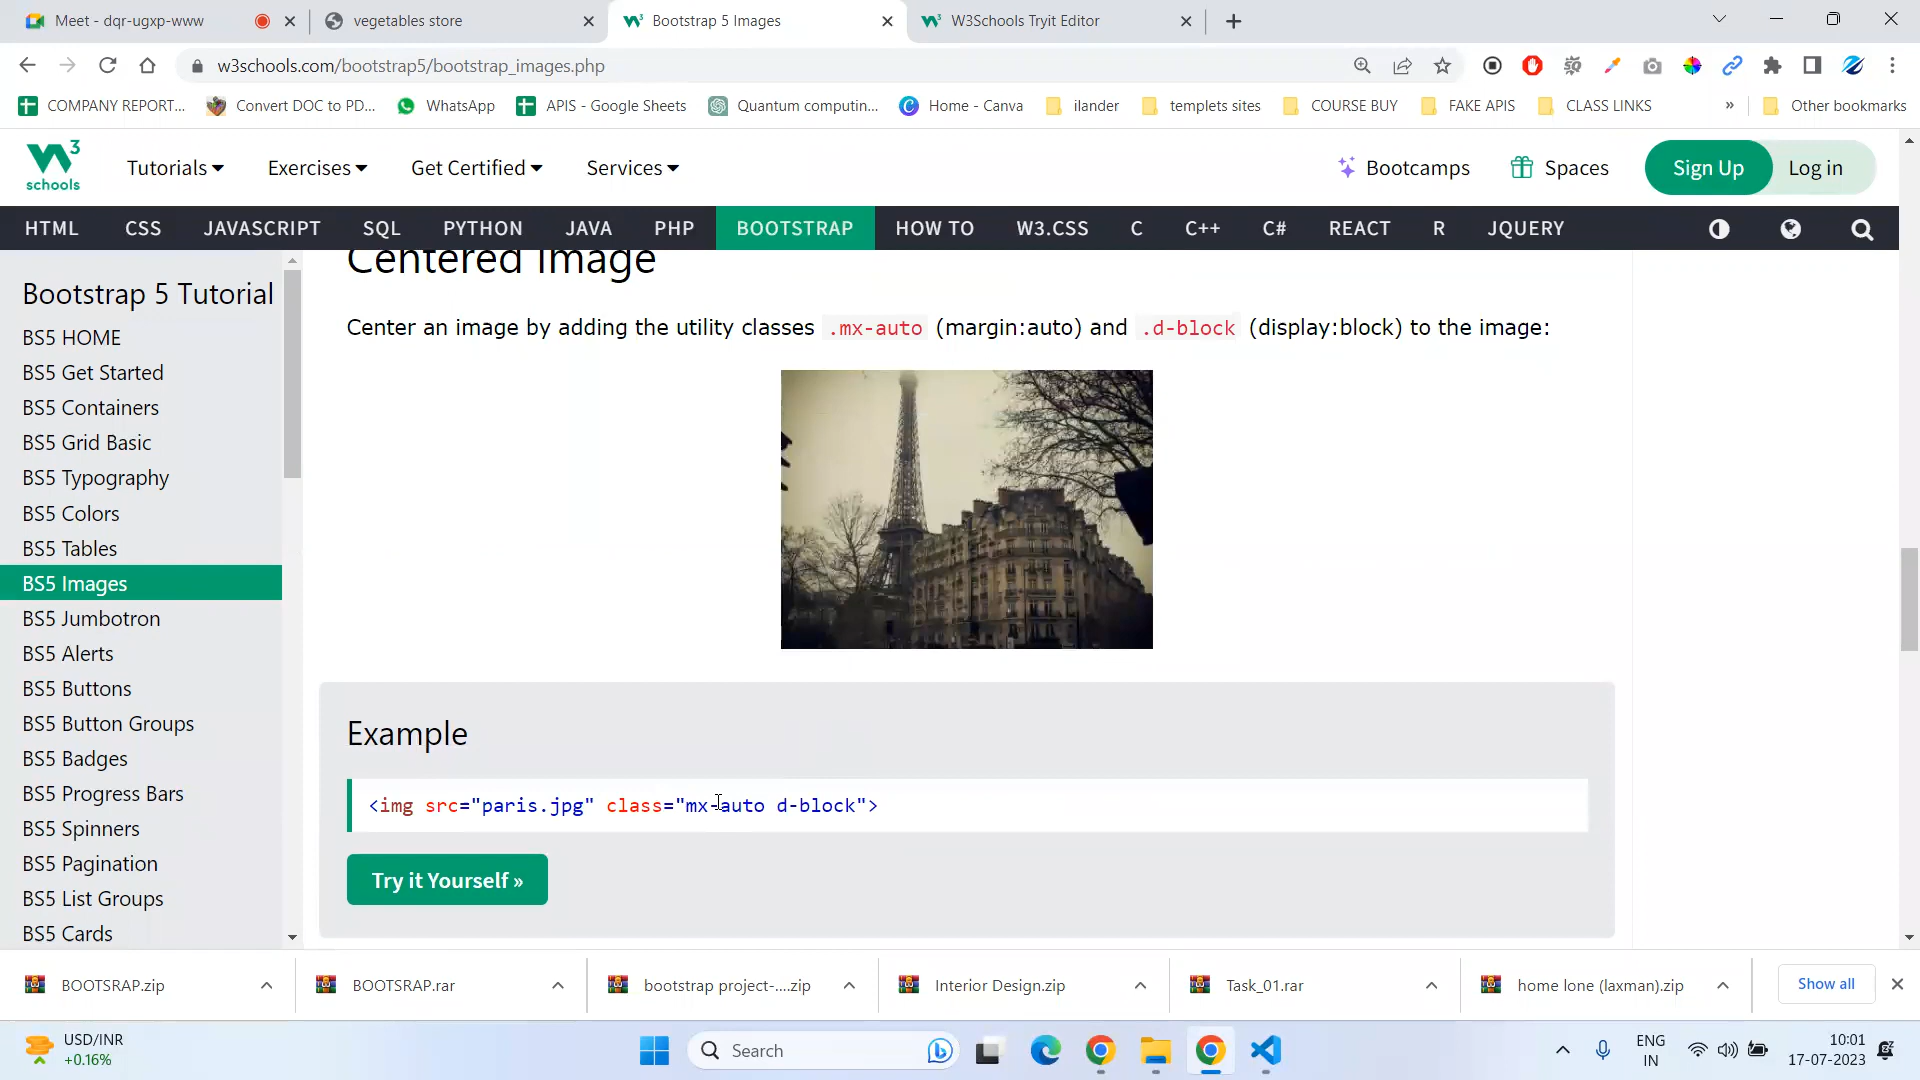 Meet - dqr-ugxp-www
vegetables store
Bootstrap 5 Images
W3Schools Tryit Editor
w3schools.com/bootstrap5/bootstrap_images.php
COMPANY REPORT...
Convert DOC to PD...
WhatsApp
APIS - Google Sheets
Quantum computin...
Home - Canva
ilander
templets sites
COURSE BUY
FAKE APIS
CLASS LINKS
»
Other bookmarks
W3 schools
Tutorials
Exercises
Get Certified
Services
Bootcamps
Spaces
Sign Up
Log in
HTML
CSS
JAVASCRIPT
SQL
PYTHON
JAVA
PHP
BOOTSTRAP
HOW TO
W3.CSS
C
C++
C#
REACT
R
JQUERY
Bootstrap 5 Tutorial
BS5 HOME
BS5 Get Started
BS5 Containers
BS5 Grid Basic
BS5 Typography
BS5 Colors
BS5 Tables
BS5 Images
BS5 Jumbotron
BS5 Alerts
BS5 Buttons
BS5 Button Groups
BS5 Badges
BS5 Progress Bars
BS5 Spinners
BS5 Pagination
BS5 List Groups
BS5 Cards
Centered Image
Center an image by adding the utility classes .mx-auto (margin:auto) and .d-block (display:block) to the image:
Example
<img src="paris.jpg" class="mx-auto d-block">
Try it Yourself »
BOOTSRAP.zip
BOOTSRAP.rar
bootstrap project-....zip
Interior Design.zip
Task_01.rar
home lone (laxman).zip
Show all
USD/INR
+0.16%
Search
ENG
IN
10:01
17-07-2023